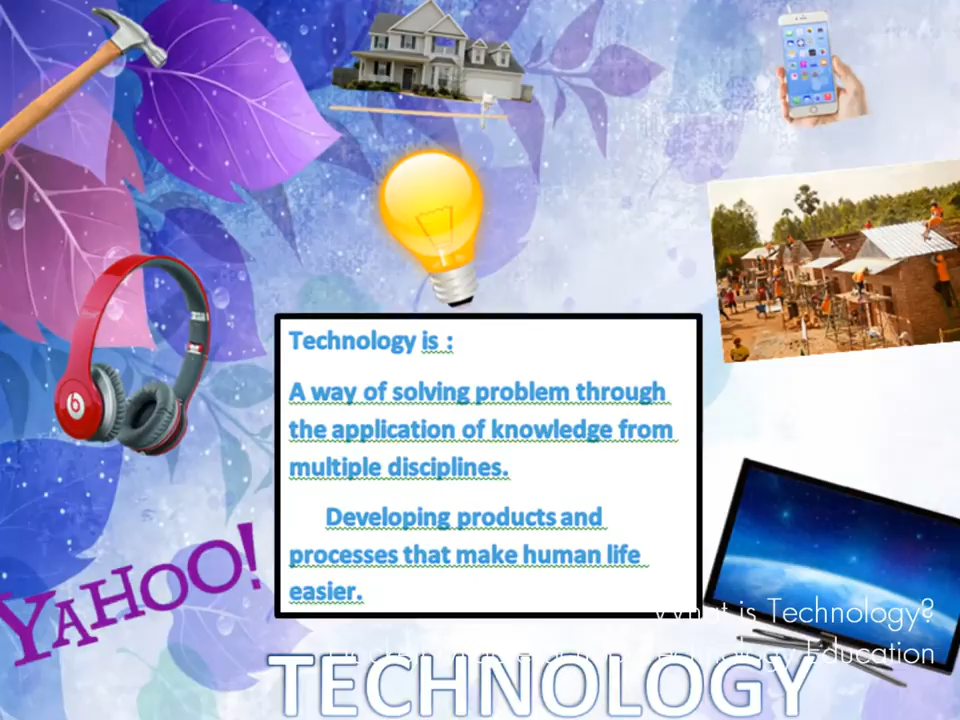 Technology is :
A way of solving problem through
the application of knowledge from
multiple disciplines.
Developing products and
processes that make human life
easier.
YAHOO!
What is Technology?
Technology Education
TECHNOLOGY